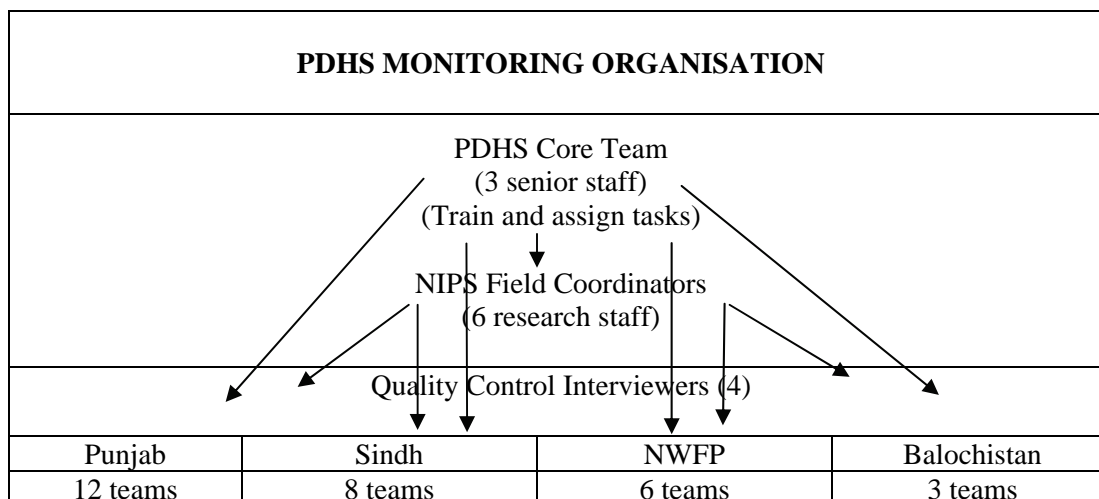 PDHS MONITORING ORGANISATION
PDHS Core Team
(3 senior staff)
(Train and assign tasks)
NIPS Field Coordinators
(6 research staff)
Quality Control Interviewers (4)
Punjab Sindh NWFP Balochistan
12 teams 8 teams 6 teams 3 teams